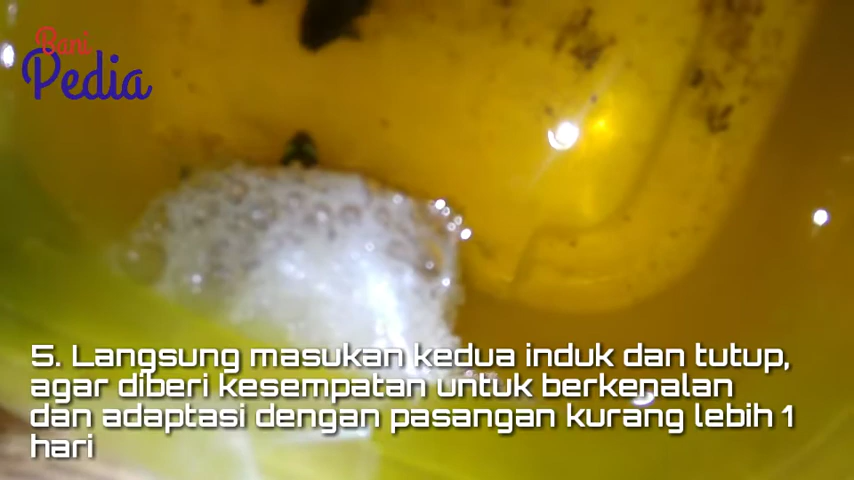 Bani
Pedia
5. Langsung masukan kedua induk dan tutup,
agar diberi kesempatan untuk berkenalan
dan adaptasi dengan pasangan kurang lebih 1
hari